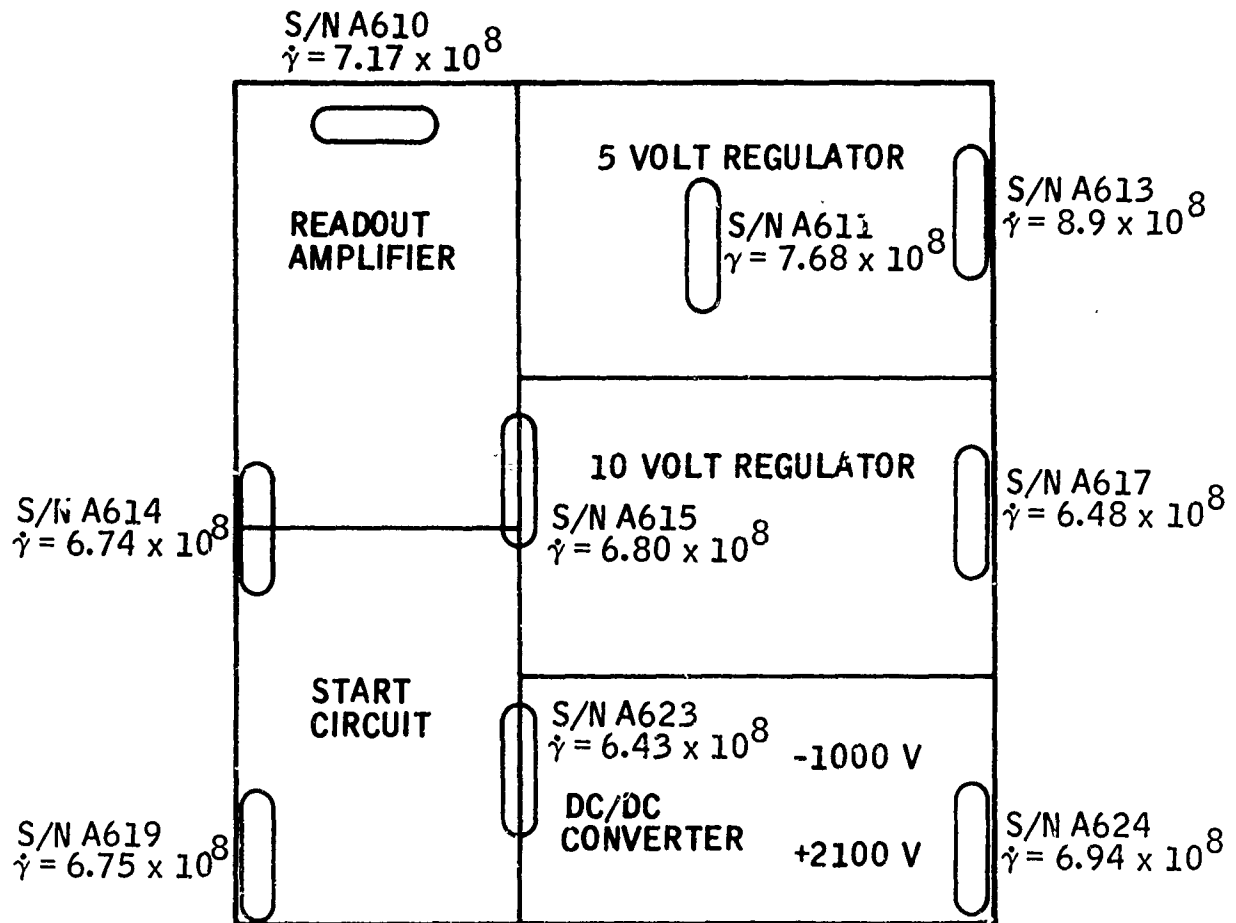 S/N A610
γ̇ = 7.17 x 10⁸
5 VOLT REGULATOR
S/N A613
γ̇ = 8.9 x 10⁸
READOUT
AMPLIFIER
S/N A611
γ = 7.68 x 10⁸
10 VOLT REGULATOR
S/N A617
γ̇ = 6.48 x 10⁸
S/N A614
γ̇ = 6.74 x 10⁸
S/N A615
γ̇ = 6.80 x 10⁸
START
CIRCUIT
S/N A623
γ̇ = 6.43 x 10⁸
-1000 V
DC/DC
CONVERTER
+2100 V
S/N A619
γ̇ = 6.75 x 10⁸
S/N A624
γ̇ = 6.94 x 10⁸